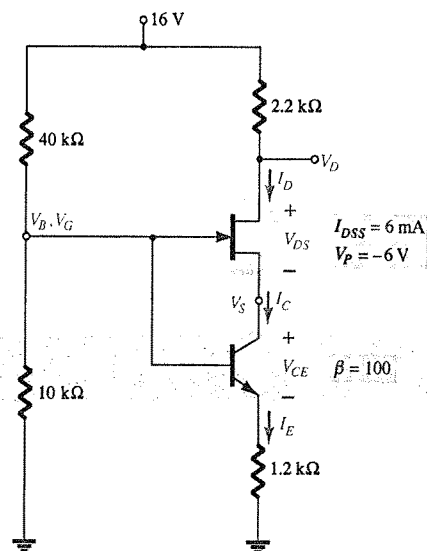 16 V
2.2 kΩ
40 kΩ
V_D
I_D
+
V_B, V_G
V_DS
I_DSS = 6 mA
V_P = −6 V
−
V_S
I_C
+
V_CE
β = 100
10 kΩ
−
I_E
1.2 kΩ